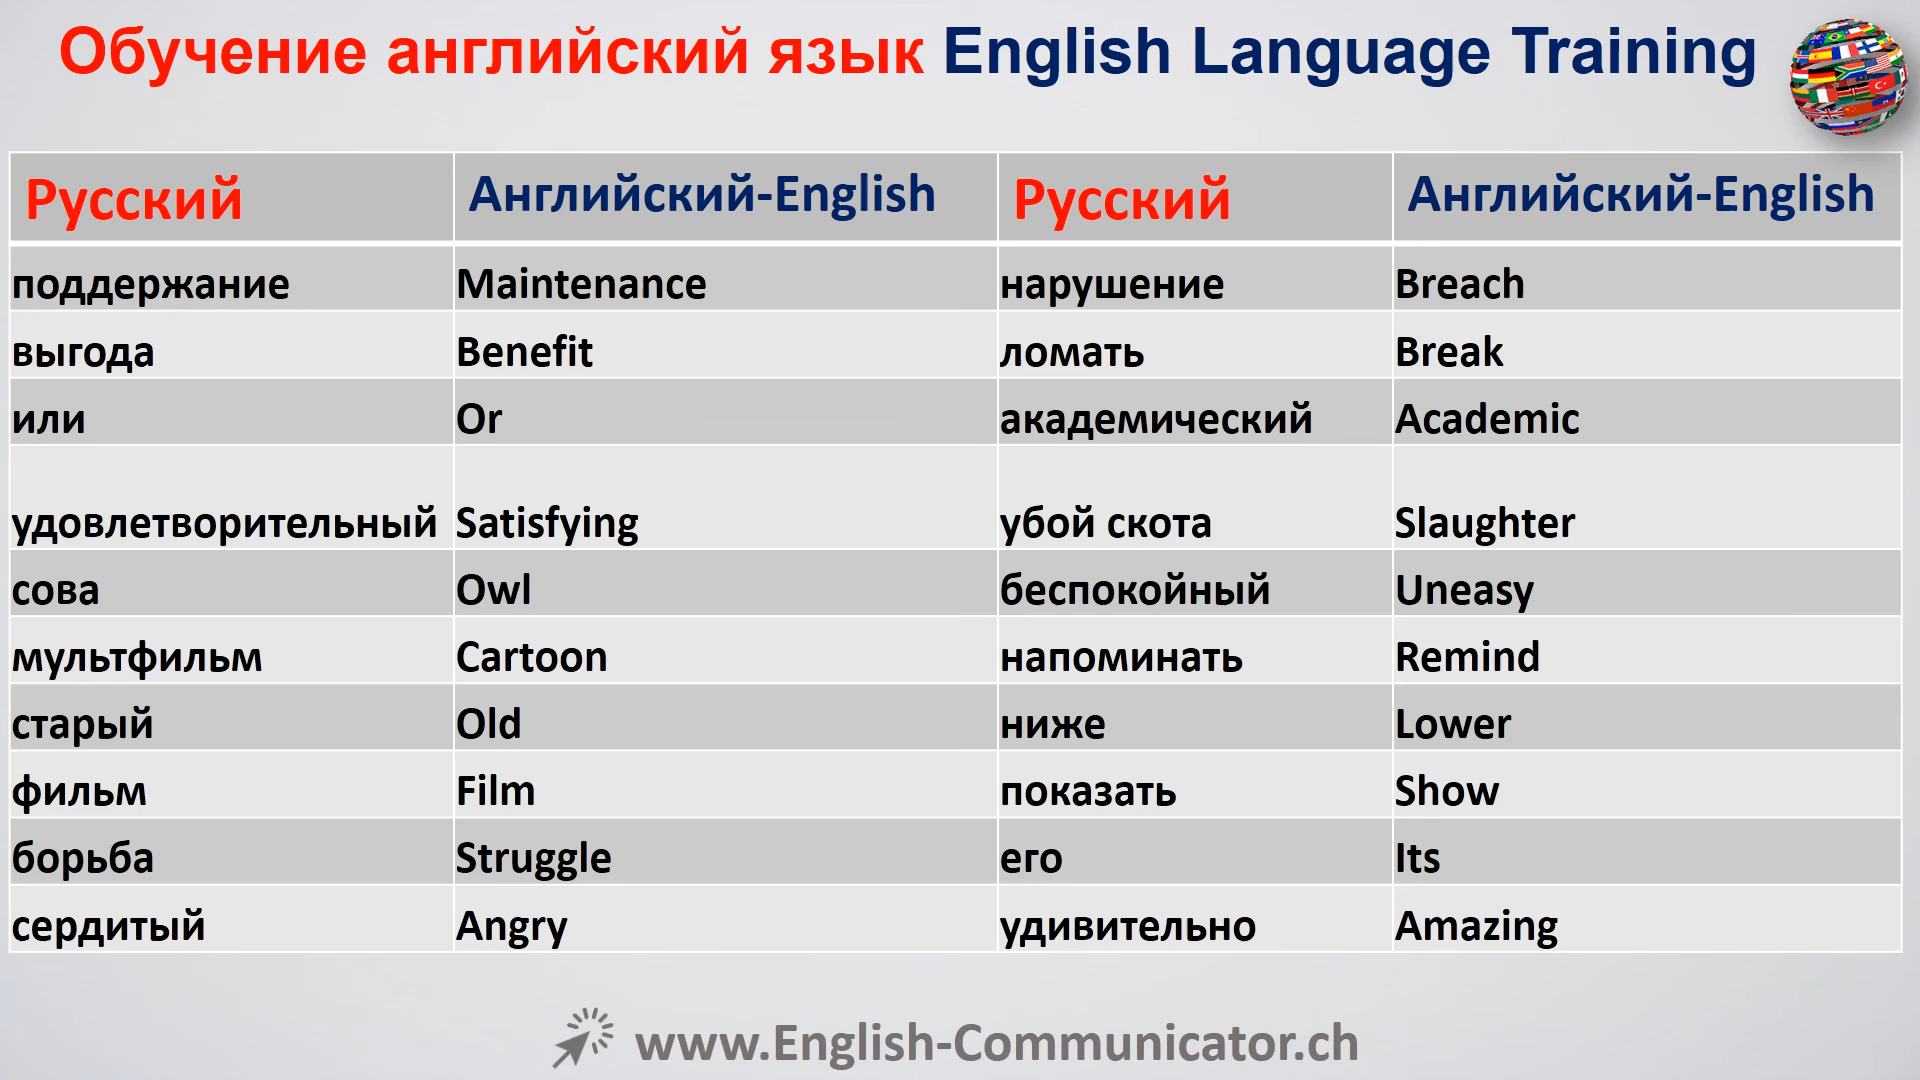 Обучение английский язык English Language Training
Русский Английский-English Русский Английский-English
поддержание Maintenance нарушение Breach
выгода Benefit ломать Break
или Or академический Academic
удовлетворительный Satisfying убой скота Slaughter
сова Owl беспокойный Uneasy
мультфильм Cartoon напоминать Remind
старый Old ниже Lower
фильм Film показать Show
борьба Struggle его Its
сердитый Angry удивительно Amazing
www.English-Communicator.ch